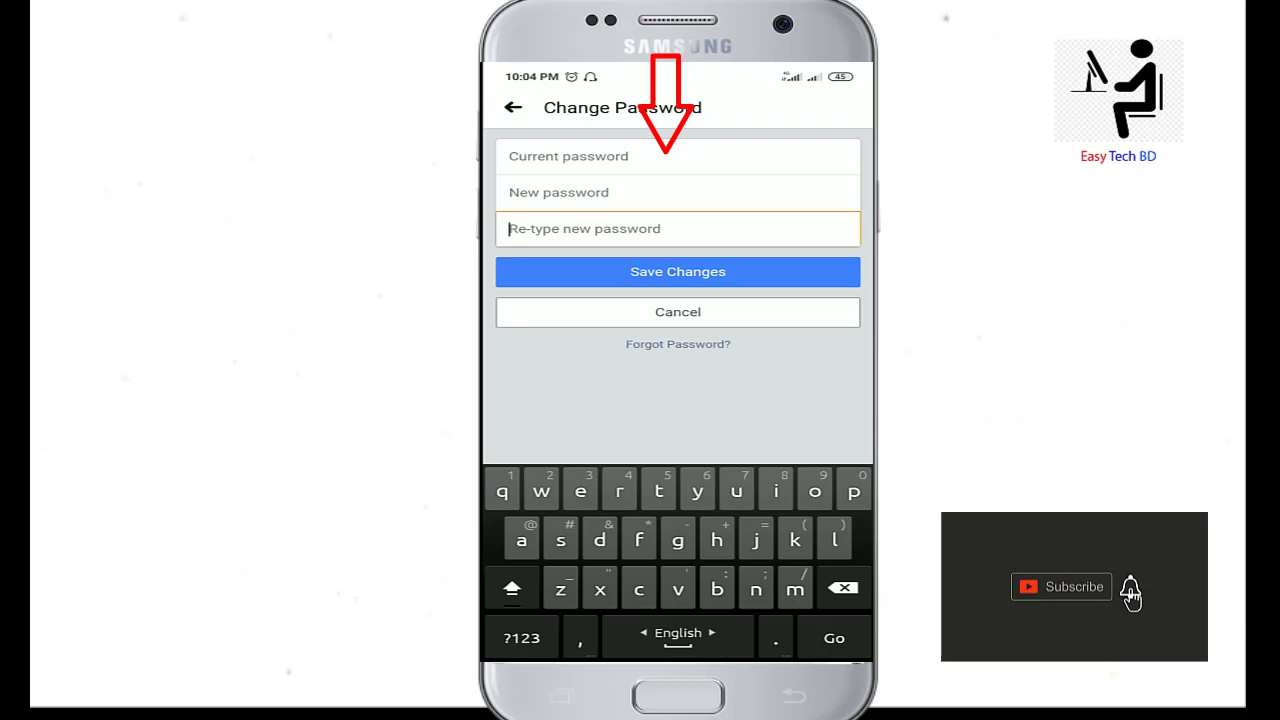 SAMSUNG
10:04 PM
4G
45
Change Password
Current password
New password
Re-type new password
Save Changes
Cancel
Forgot Password?
1 2 3 4 5 6 7 8 9 0
q w e r t y u i o p
@ # & * - + = ( )
a s d f g h j k l
_ " ' : ; /
z x c v b n m
?123 , English . Go
Easy Tech BD
Subscribe